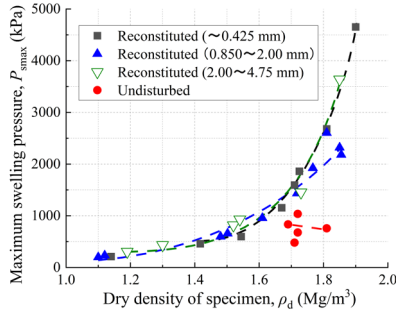 5000
4000
3000
2000
1000
0
Maximum swelling pressure, Psmax (kPa)
Reconstituted (～0.425 mm)
Reconstituted (0.850～2.00 mm)
Reconstituted (2.00～4.75 mm)
Undisturbed
1.0 1.2 1.4 1.6 1.8 2.0
Dry density of specimen, ρd (Mg/m³)